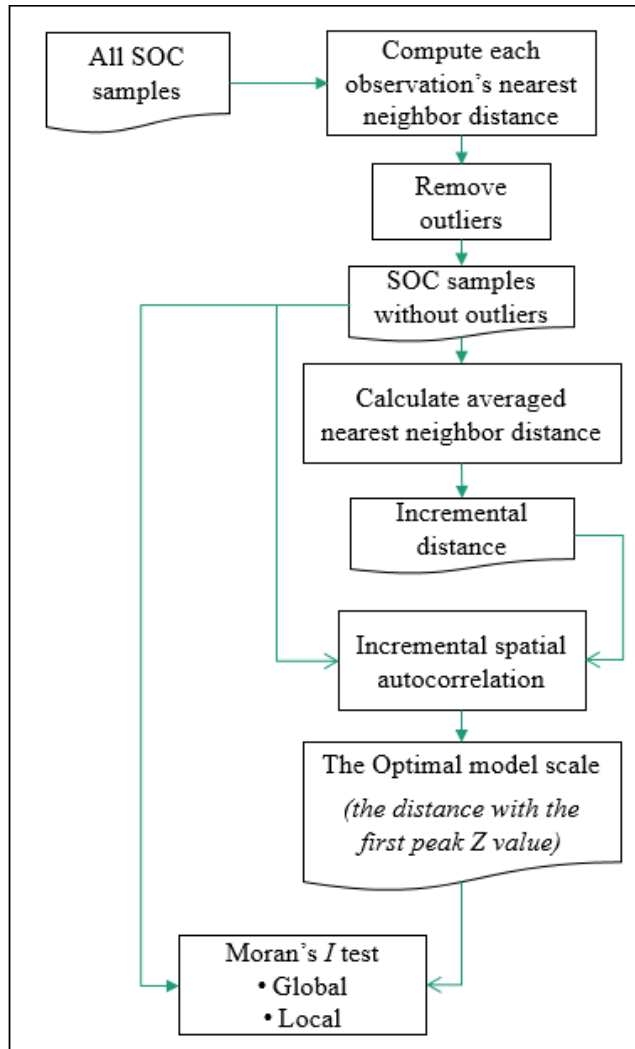 All SOC
samples
Compute each
observation’s nearest
neighbor distance
Remove
outliers
SOC samples
without outliers
Calculate averaged
nearest neighbor distance
Incremental
distance
Incremental spatial
autocorrelation
The Optimal model scale
(the distance with the
first peak Z value)
Moran’s I test
• Global
• Local